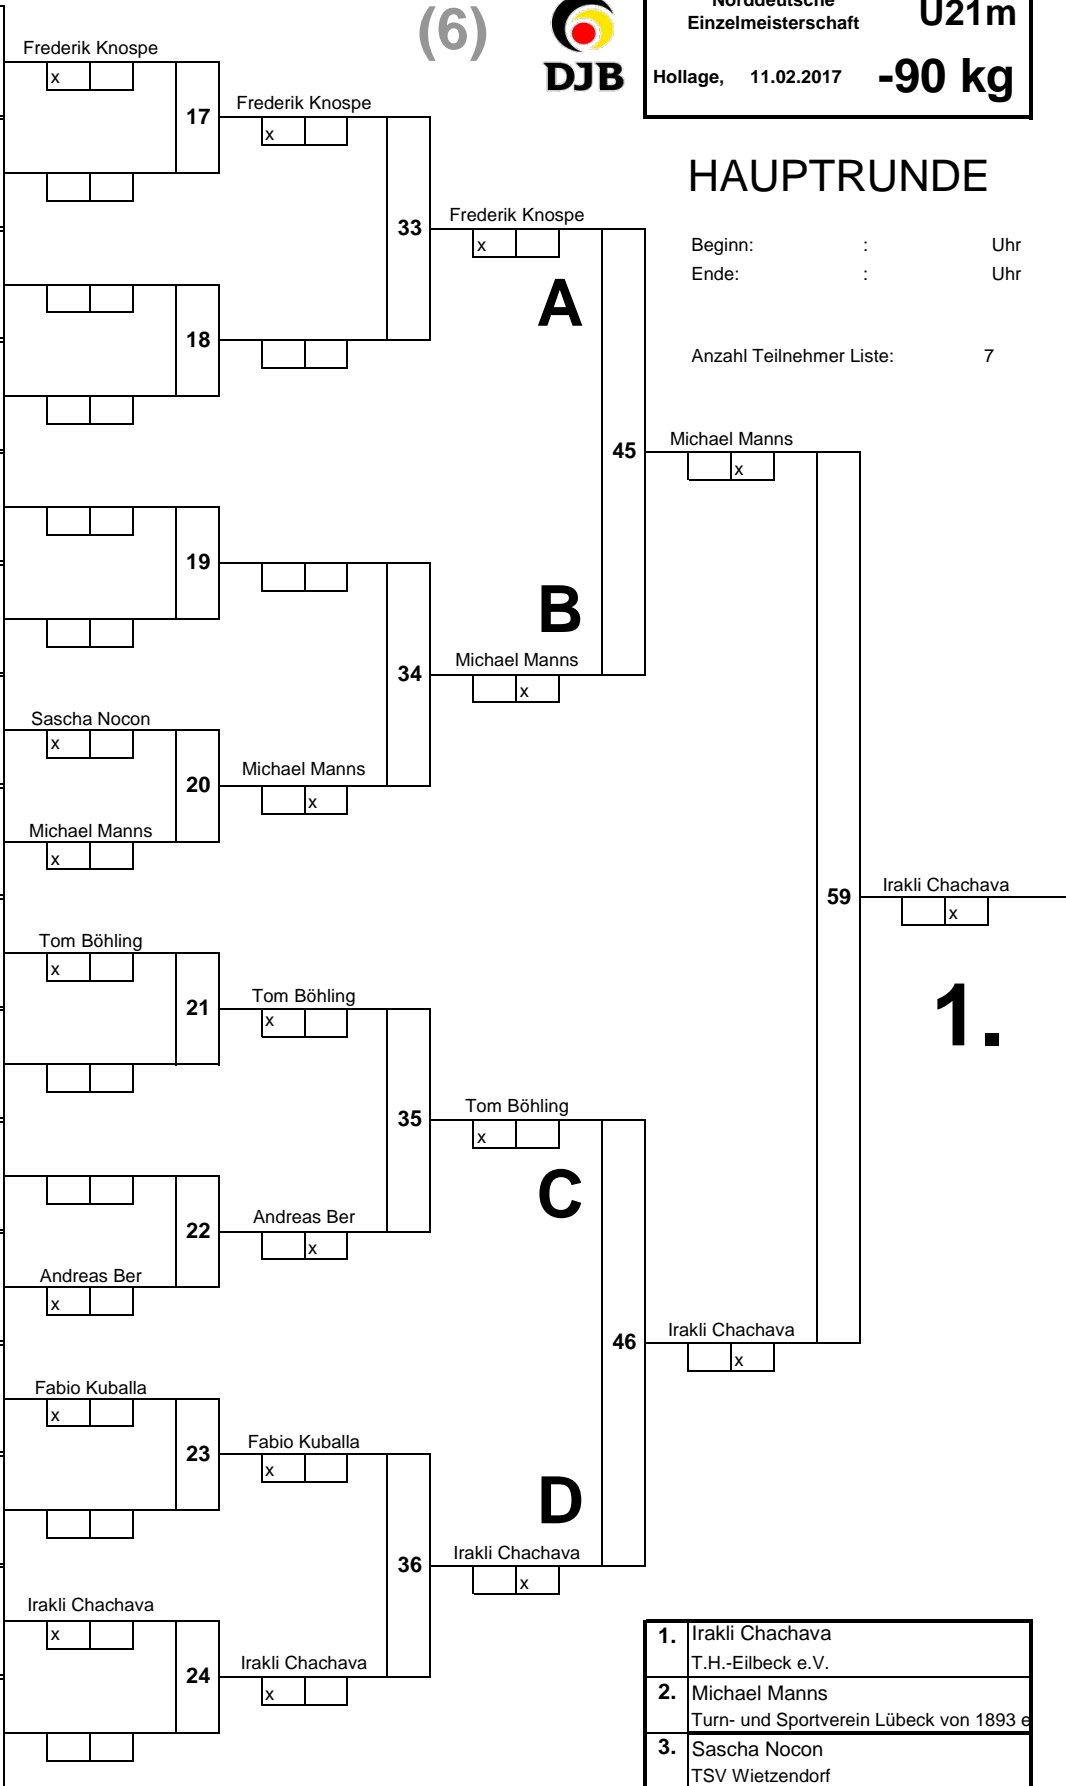 (6)
DJB
Norddeutsche
Einzelmeisterschaft
U21m
Hollage, 11.02.2017 -90 kg
HAUPTRUNDE
Beginn: : Uhr
Ende: : Uhr
Anzahl Teilnehmer Liste: 7
Frederik Knospe
x
17
18
19
Sascha Nocon
x
20
Michael Manns
x
Tom Böhling
x
21
22
Andreas Ber
x
Fabio Kuballa
x
23
Irakli Chachava
x
24
Frederik Knospe
x
33
34
Michael Manns
x
Tom Böhling
x
35
Andreas Ber
x
Fabio Kuballa
x
36
Irakli Chachava
x
Frederik Knospe
x
A
45
B
Michael Manns
x
Tom Böhling
x
C
46
D
Irakli Chachava
x
Michael Manns
x
59
Irakli Chachava
x
Irakli Chachava
x
1.
1. Irakli Chachava
T.H.-Eilbeck e.V.
2. Michael Manns
Turn- und Sportverein Lübeck von 1893 e
3. Sascha Nocon
TSV Wietzendorf